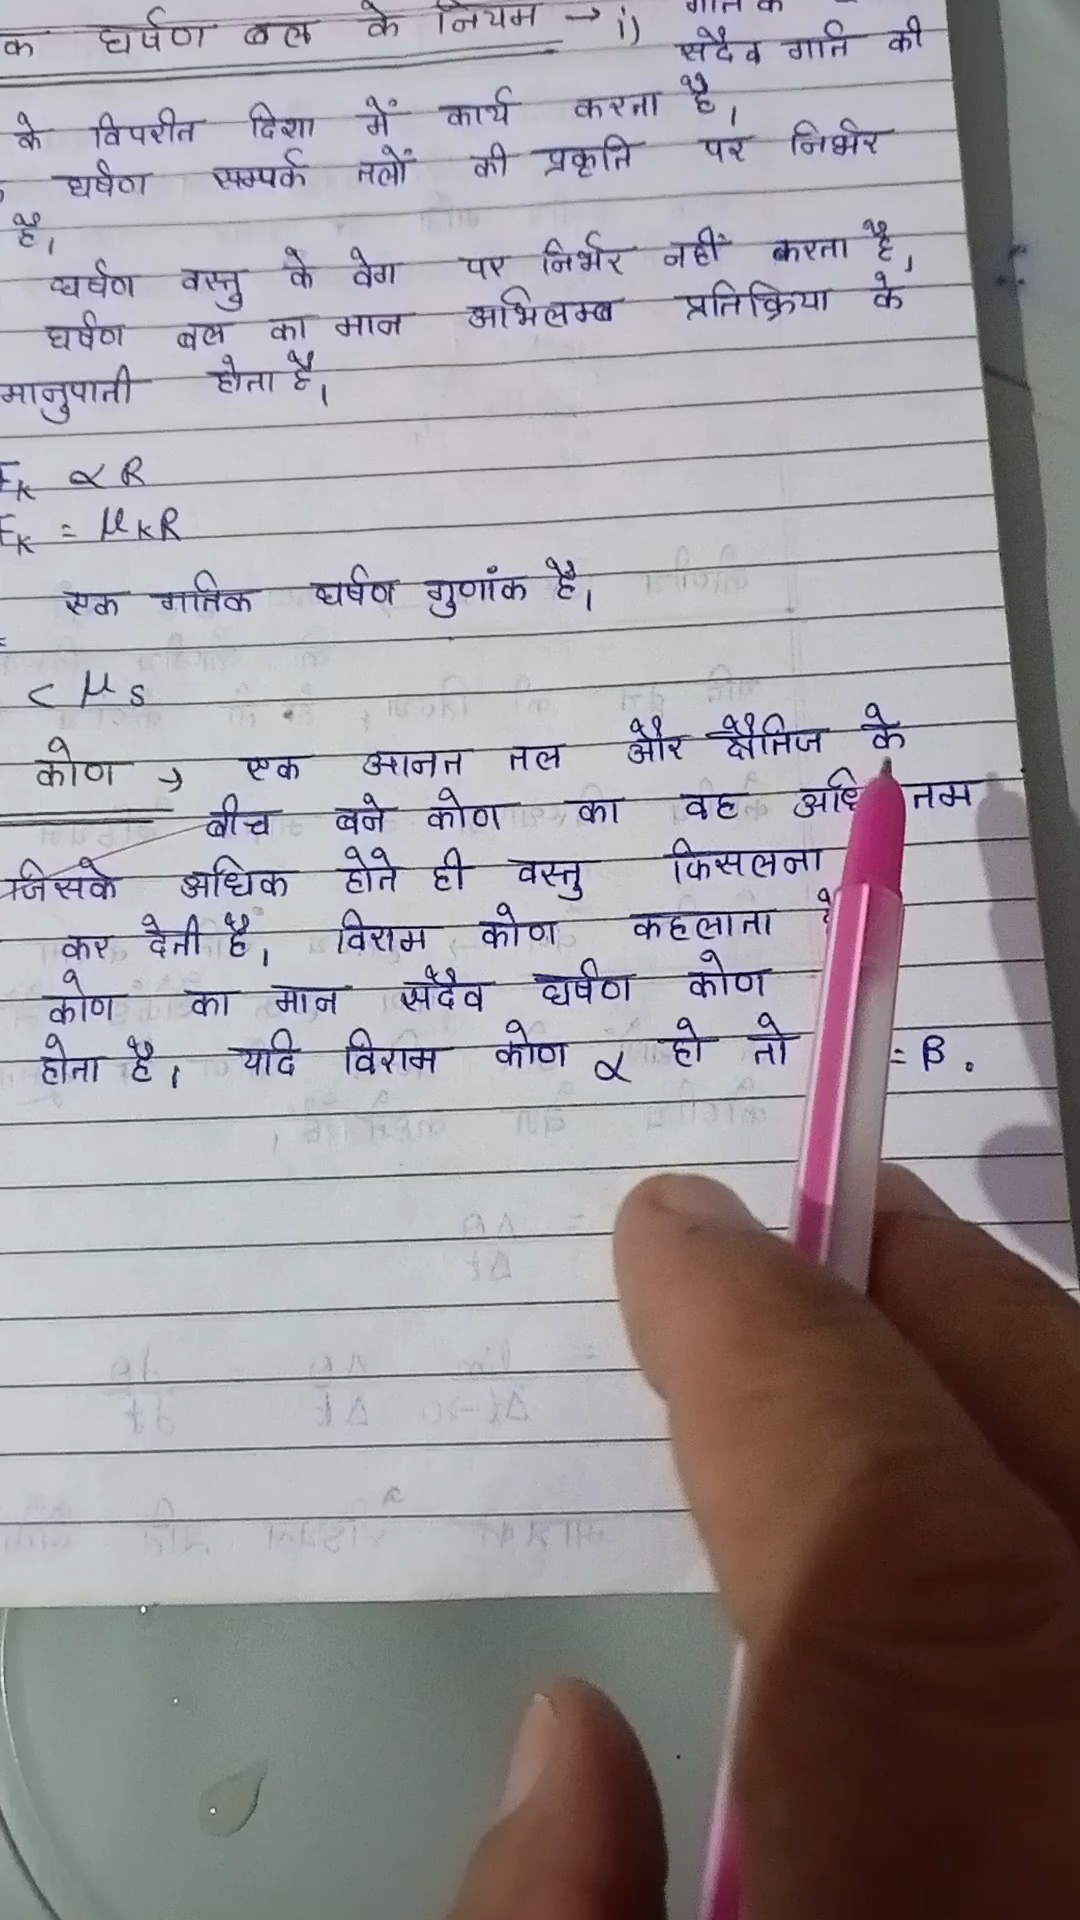 क घर्षण बल के नियम → i) गतिक
सदैव गति की
के विपरीत दिशा में कार्य करता है।
घर्षण सम्पर्क तलों की प्रकृति पर निर्भर
है।
घर्षण वस्तु के वेग पर निर्भर नहीं करता है।
घर्षण बल का मान अभिलम्ब प्रतिक्रिया के
मानुपाती होता है।
Fk α R
Fk = μkR
एक गतिक घर्षण गुणांक है।
< μs
कोण → एक आनत तल और क्षैतिज के
बीच बने कोण का वह अधि तम
जिसके अधिक होते ही वस्तु फिसलना
कर देती है, विराम कोण कहलाता
कोण का मान सदैव घर्षण कोण
होता है, यदि विराम कोण α हो तो = β.